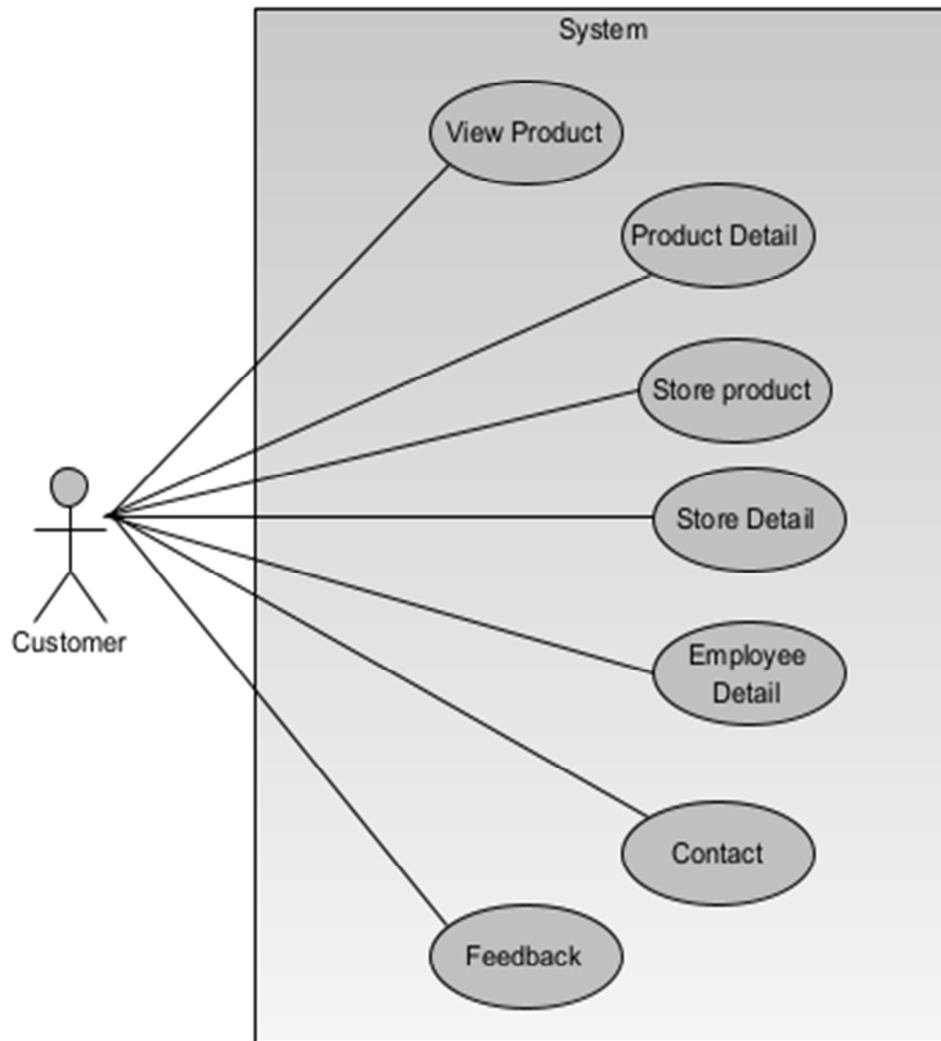 System
View Product
Product Detail
Store product
Store Detail
Employee
Detail
Contact
Feedback
Customer